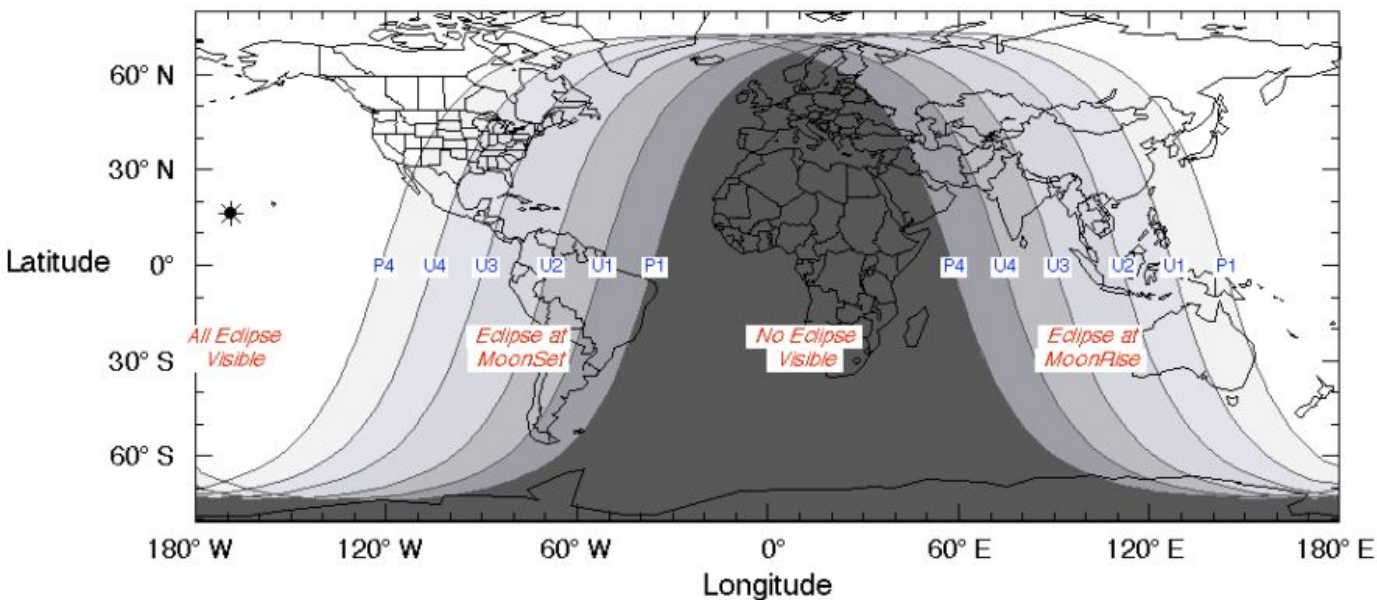 60° N
30° N
Latitude 0° P4 U4 U3 U2 U1 P1 P4 U4 U3 U2 U1 P1
All Eclipse
Visible
Eclipse at
MoonSet
No Eclipse
Visible
Eclipse at
MoonRise
30° S
60° S
180° W 120° W 60° W 0° 60° E 120° E 180° E
Longitude